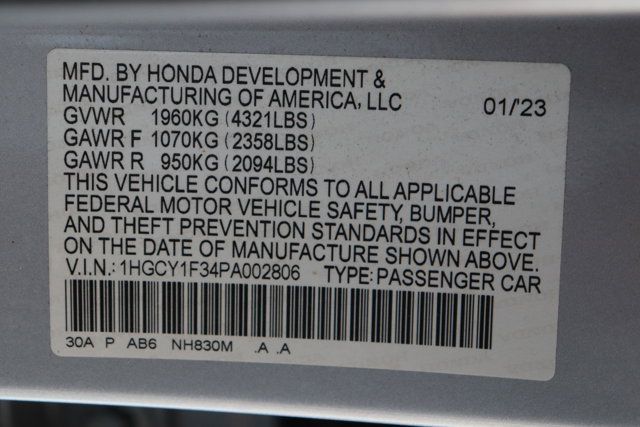 MFD. BY HONDA DEVELOPMENT &
MANUFACTURING OF AMERICA, LLC 01/'23
GVWR 1960KG (4321LBS)
GAWR F 1070KG (2358LBS)
GAWR R 950KG (2094LBS)
THIS VEHICLE CONFORMS TO ALL APPLICABLE
FEDERAL MOTOR VEHICLE SAFETY, BUMPER,
AND THEFT PREVENTION STANDARDS IN EFFECT
ON THE DATE OF MANUFACTURE SHOWN ABOVE.
V.I.N.: 1HGCY1F34PA002806 TYPE: PASSENGER CAR
30A P AB6 NH830M .A .A